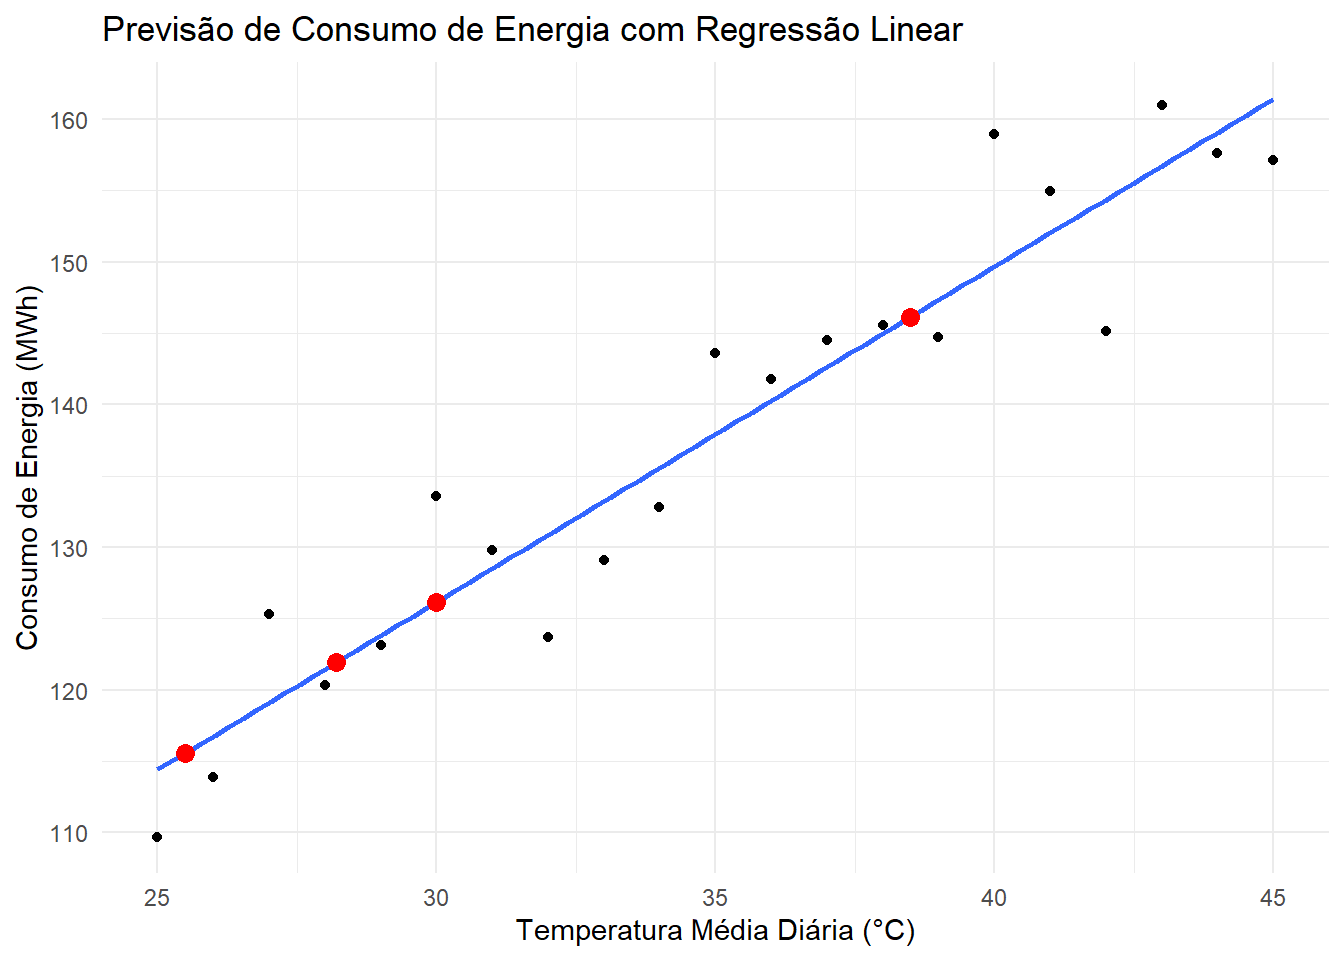 Previsão de Consumo de Energia com Regressão Linear
Consumo de Energia (MWh)
160
150
140
130
120
110
25 30 35 40 45
Temperatura Média Diária (°C)